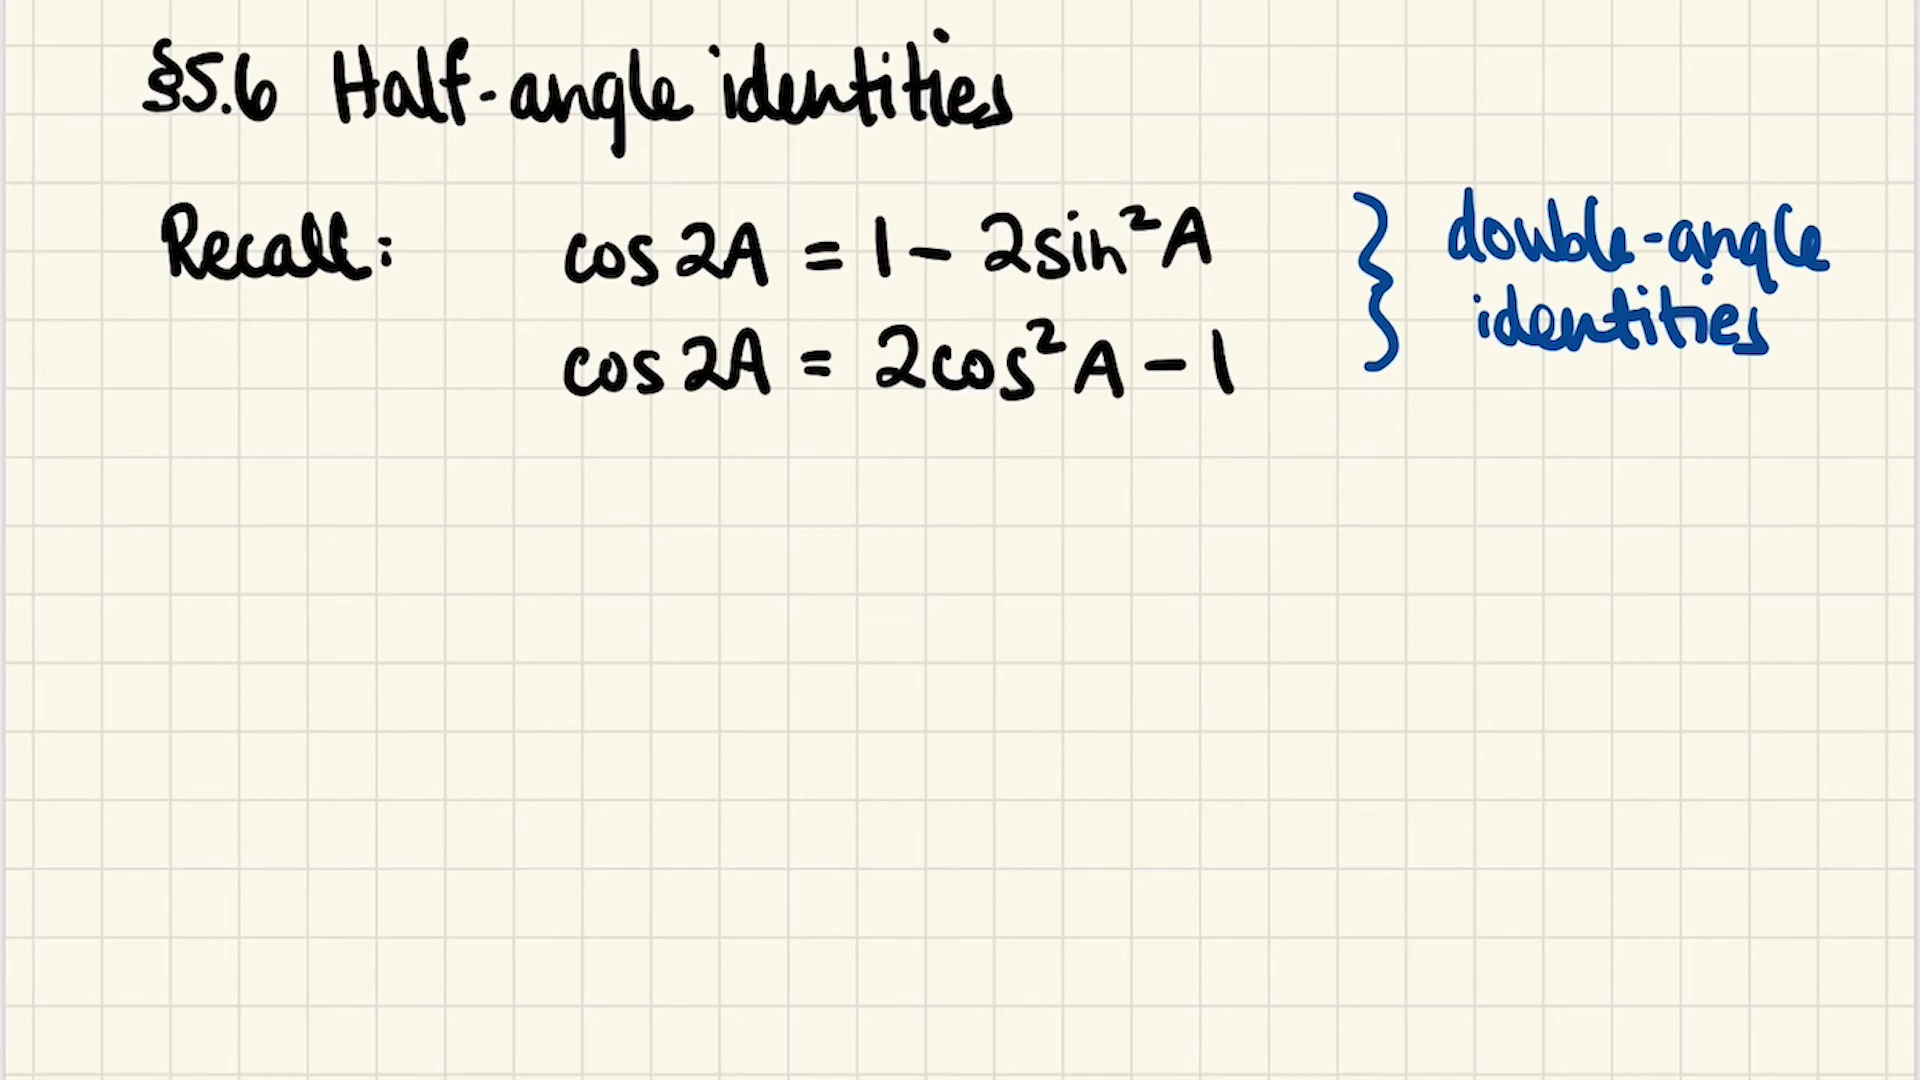 §5.6 Half-angle identities
Recall: cos 2A = 1 - 2sin²A
cos 2A = 2cos²A - 1
double-angle
identities